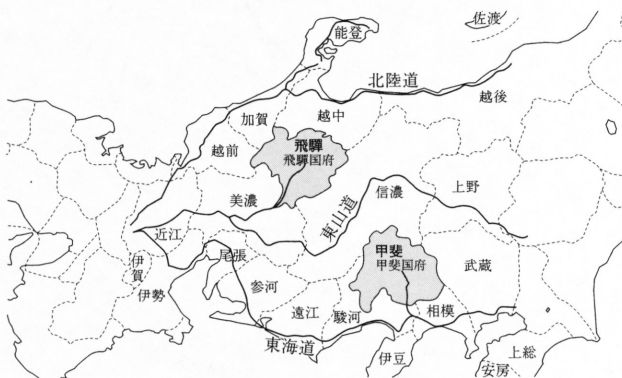 佐渡
能登
北陸道
越後
加賀
越中
飛驒
飛驒国府
越前
美濃
東山道
信濃
上野
近江
甲斐
甲斐国府
武蔵
伊賀
尾張
伊勢
参河
遠江
駿河
相模
東海道
伊豆
上総
安房